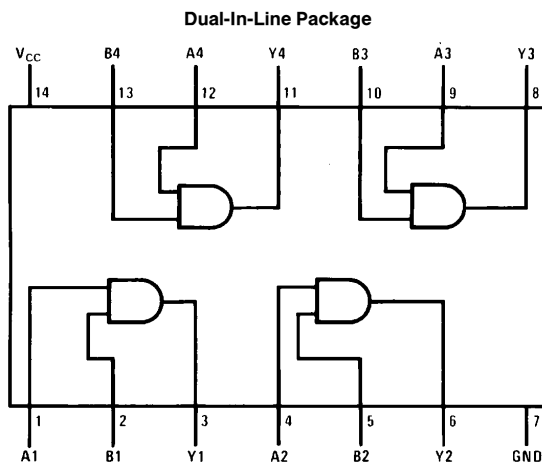 Dual-In-Line Package
VCC B4 A4 Y4 B3 A3 Y3
14 13 12 11 10 9 8
1 2 3 4 5 6 7
A1 B1 Y1 A2 B2 Y2 GND